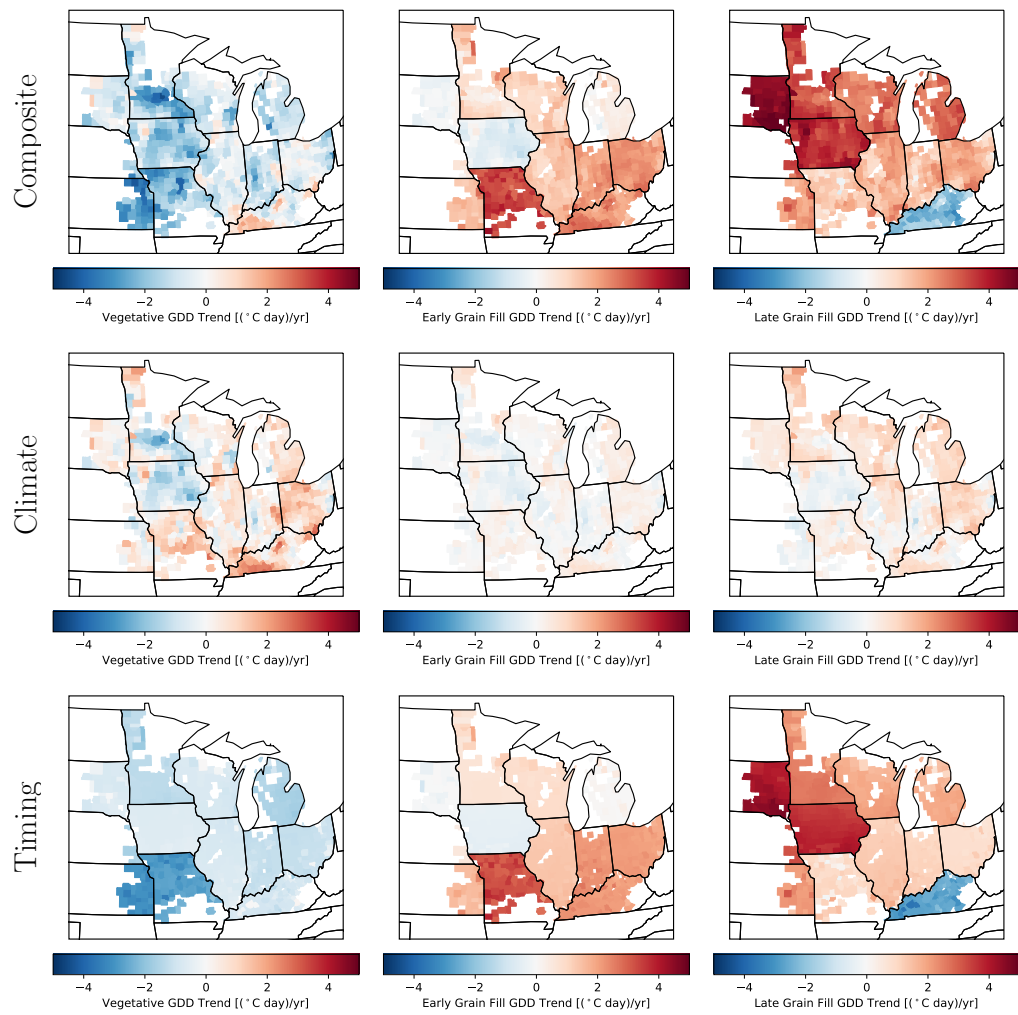 Composite
−4 −2 0 2 4
Vegetative GDD Trend [(°C day)/yr]
−4 −2 0 2 4
Early Grain Fill GDD Trend [(°C day)/yr]
−4 −2 0 2 4
Late Grain Fill GDD Trend [(°C day)/yr]
Climate
−4 −2 0 2 4
Vegetative GDD Trend [(°C day)/yr]
−4 −2 0 2 4
Early Grain Fill GDD Trend [(°C day)/yr]
−4 −2 0 2 4
Late Grain Fill GDD Trend [(°C day)/yr]
Timing
−4 −2 0 2 4
Vegetative GDD Trend [(°C day)/yr]
−4 −2 0 2 4
Early Grain Fill GDD Trend [(°C day)/yr]
−4 −2 0 2 4
Late Grain Fill GDD Trend [(°C day)/yr]